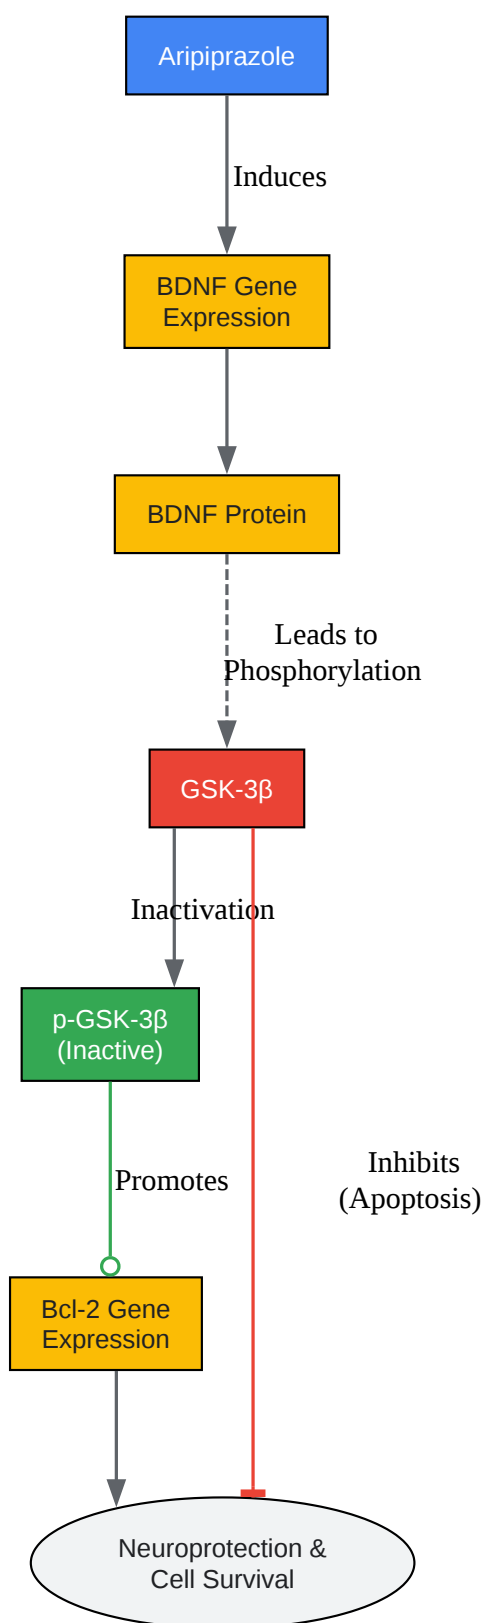 Aripiprazole
Induces
BDNF Gene
Expression
BDNF Protein
Leads to
Phosphorylation
GSK-3β
Inactivation
p-GSK-3β
(Inactive)
Promotes
Inhibits
(Apoptosis)
Bcl-2 Gene
Expression
Neuroprotection &
Cell Survival